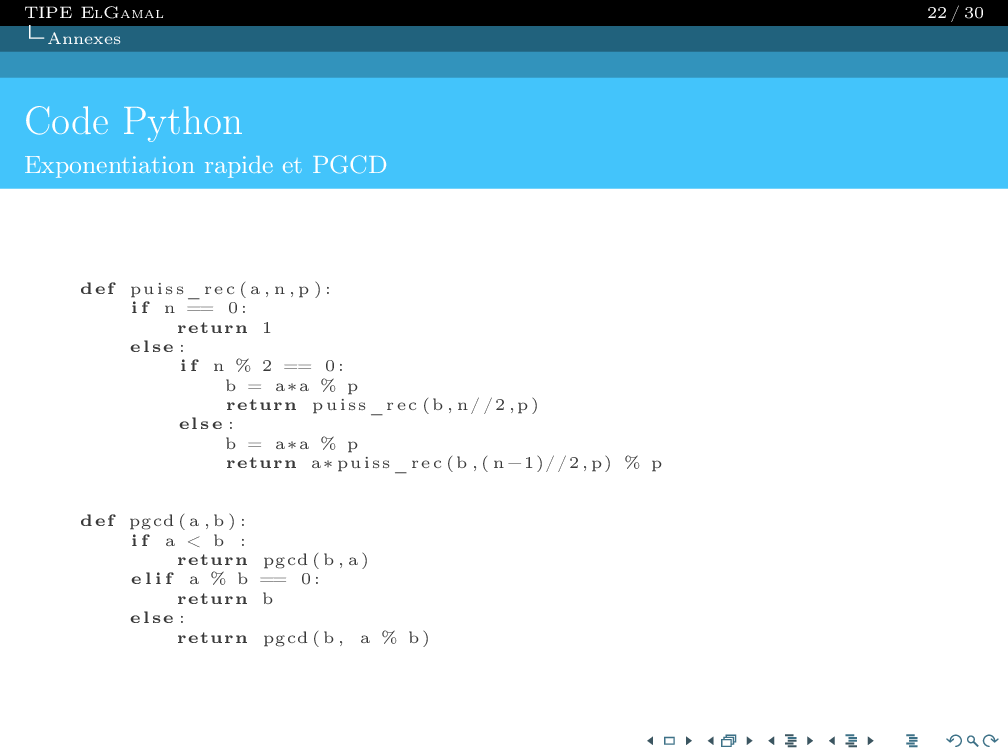 TIPE ElGamal 22 / 30
Annexes
Code Python
Exponentiation rapide et PGCD
def puiss_rec(a,n,p):
    if n == 0:
        return 1
    else:
        if n % 2 == 0:
            b = a*a % p
            return puiss_rec(b,n//2,p)
        else:
            b = a*a % p
            return a*puiss_rec(b,(n-1)//2,p) % p
def pgcd(a,b):
    if a < b :
        return pgcd(b,a)
    elif a % b == 0:
        return b
    else:
        return pgcd(b, a % b)